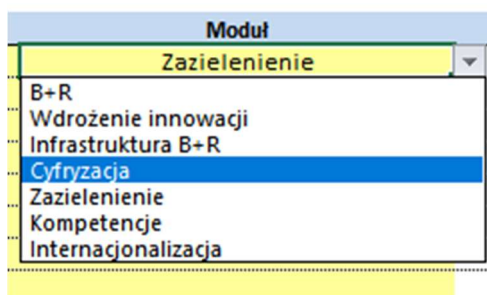 Moduł
Zazielenienie
B+R
Wdrożenie innowacji
Infrastruktura B+R
Cyfryzacja
Zazielenienie
Kompetencje
Internacjonalizacja